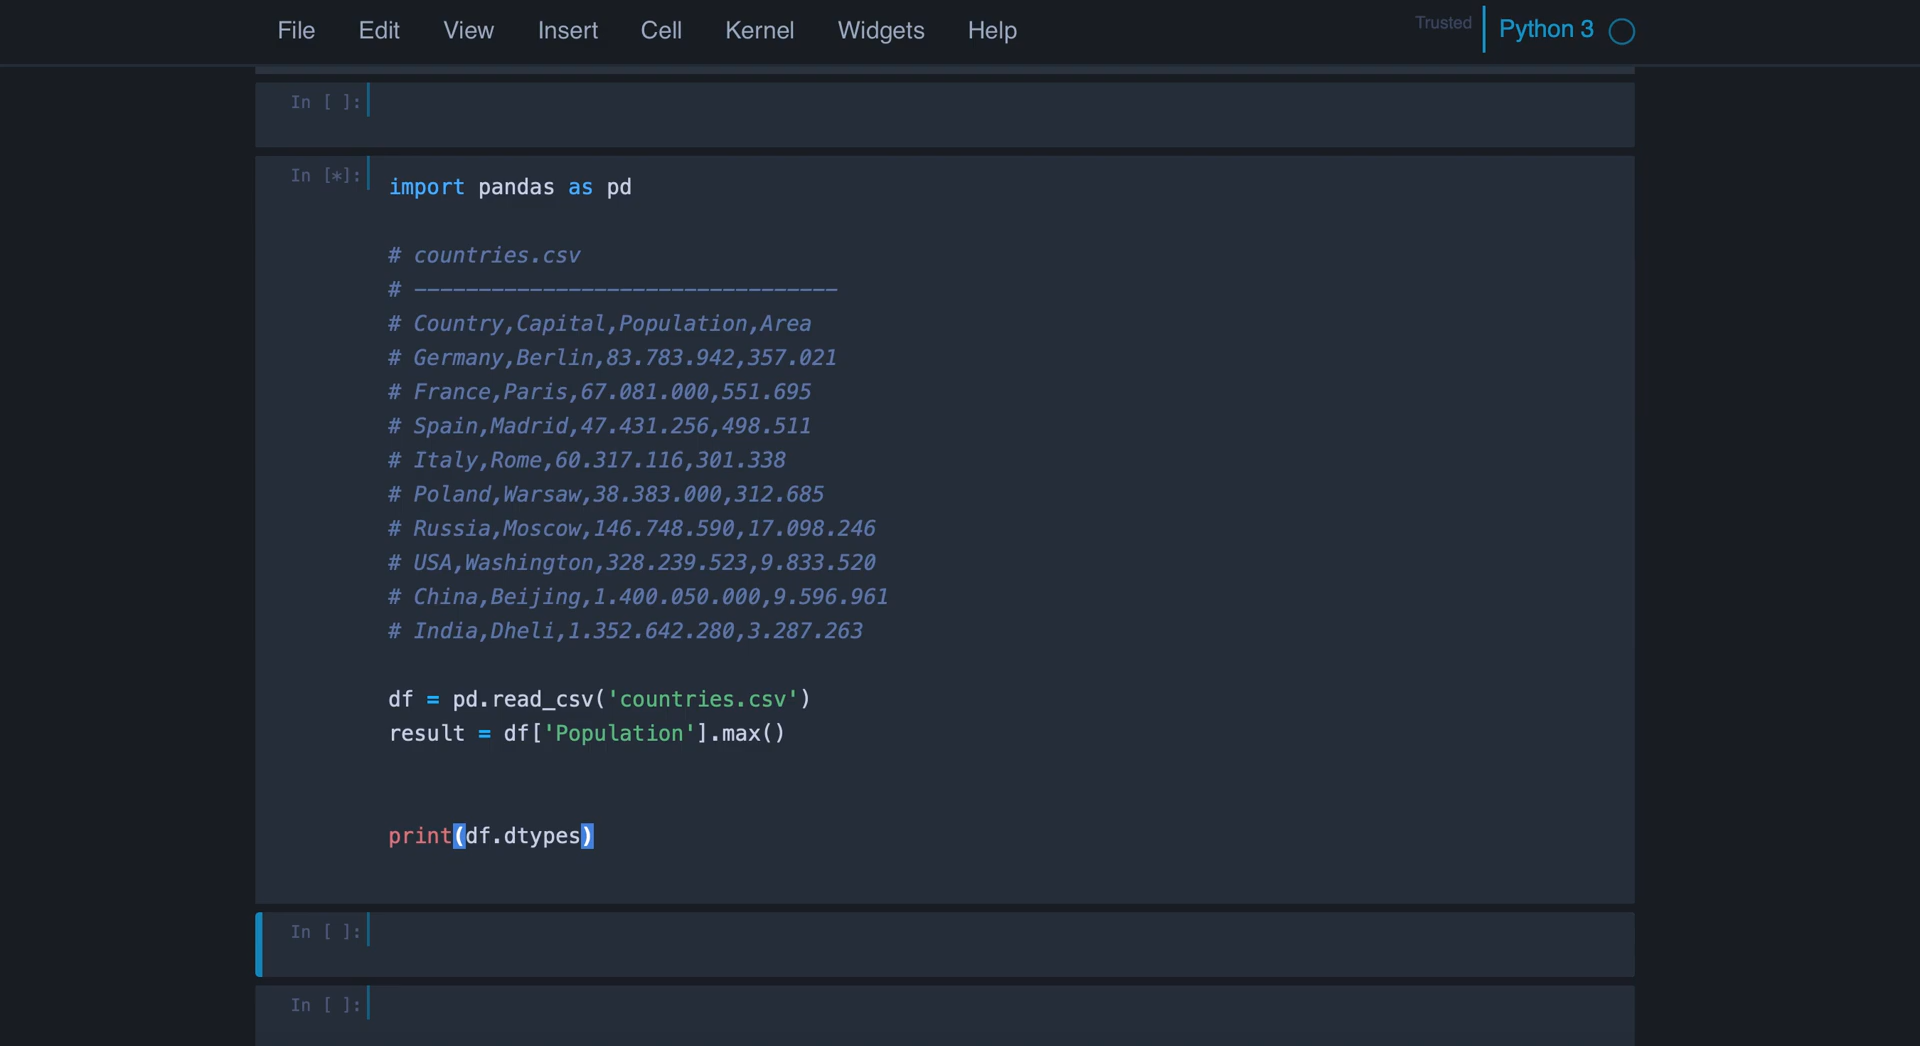 File Edit View Insert Cell Kernel Widgets Help Trusted Python 3
In [ ]:
In [*]:
import pandas as pd
# countries.csv
# ---------------------------------
# Country,Capital,Population,Area
# Germany,Berlin,83.783.942,357.021
# France,Paris,67.081.000,551.695
# Spain,Madrid,47.431.256,498.511
# Italy,Rome,60.317.116,301.338
# Poland,Warsaw,38.383.000,312.685
# Russia,Moscow,146.748.590,17.098.246
# USA,Washington,328.239.523,9.833.520
# China,Beijing,1.400.050.000,9.596.961
# India,Dheli,1.352.642.280,3.287.263
df = pd.read_csv('countries.csv')
result = df['Population'].max()
print(df.dtypes)
In [ ]:
In [ ]: